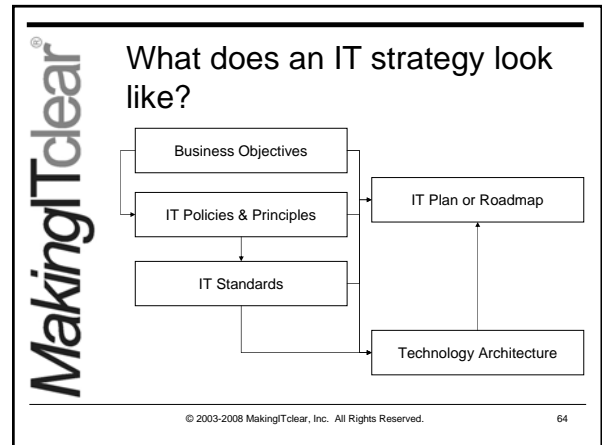 MakingITclear®
What does an IT strategy look
like?
Business Objectives
IT Policies & Principles
IT Standards
IT Plan or Roadmap
Technology Architecture
© 2003-2008 MakingITclear, Inc. All Rights Reserved.
64